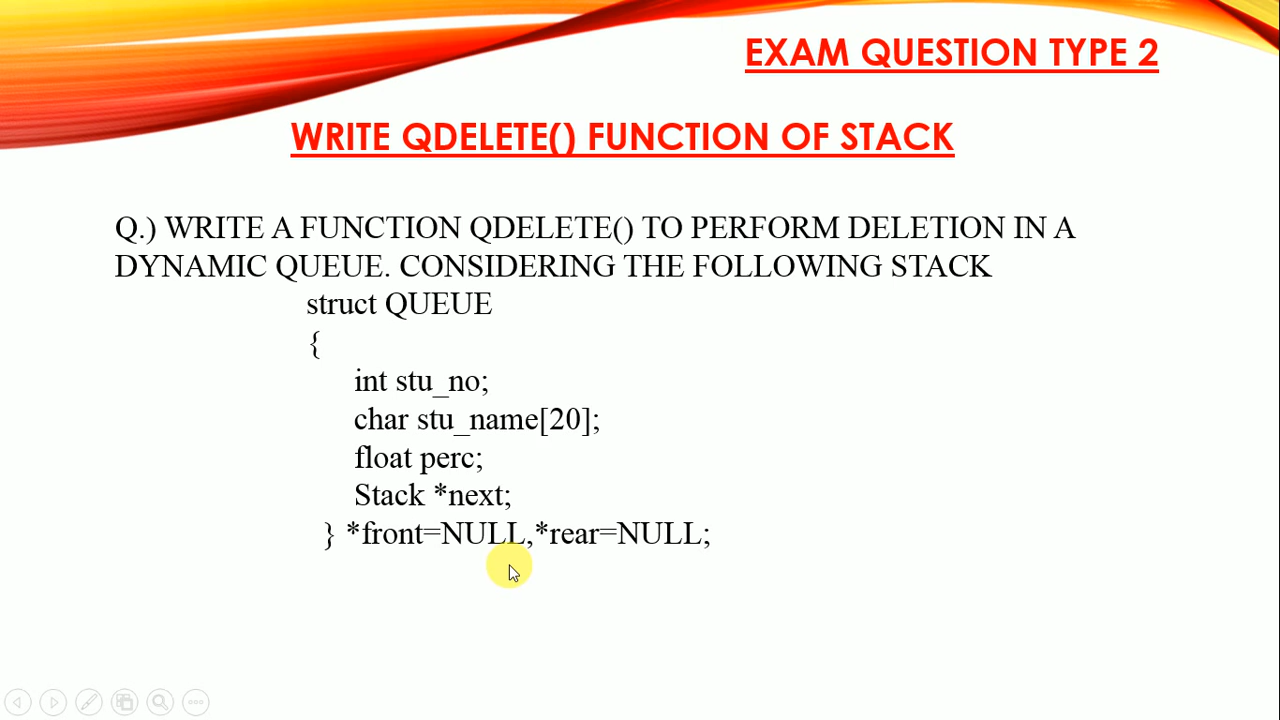 EXAM QUESTION TYPE 2
WRITE QDELETE() FUNCTION OF STACK
Q.) WRITE A FUNCTION QDELETE() TO PERFORM DELETION IN A
DYNAMIC QUEUE. CONSIDERING THE FOLLOWING STACK
struct QUEUE
{
int stu_no;
char stu_name[20];
float perc;
Stack *next;
} *front=NULL,*rear=NULL;